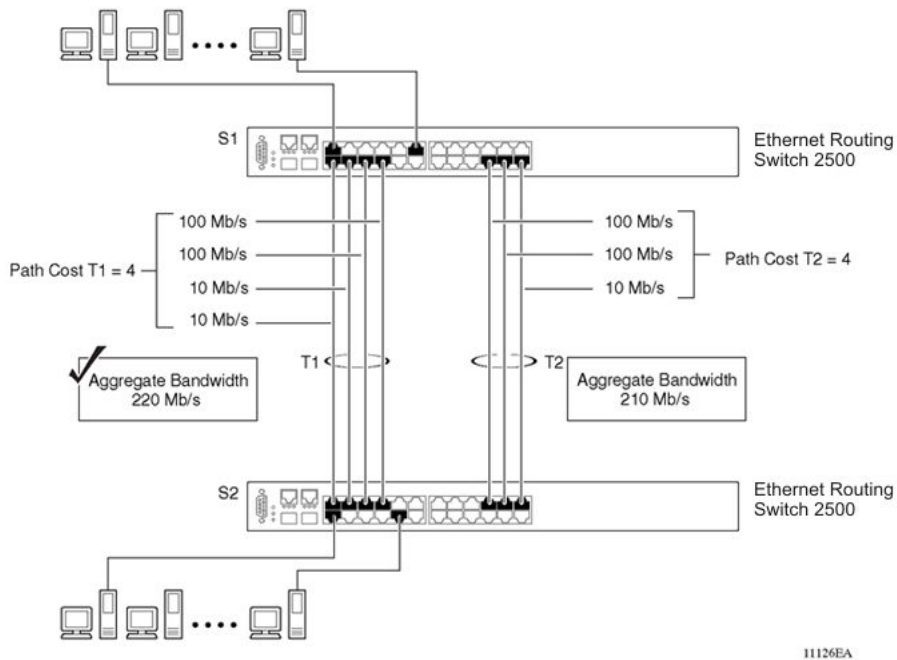 S1
Ethernet Routing
Switch 2500
100 Mb/s
100 Mb/s
10 Mb/s
10 Mb/s
Path Cost T1 = 4
100 Mb/s
100 Mb/s
10 Mb/s
Path Cost T2 = 4
T1
T2
Aggregate Bandwidth
220 Mb/s
Aggregate Bandwidth
210 Mb/s
S2
Ethernet Routing
Switch 2500
11126EA